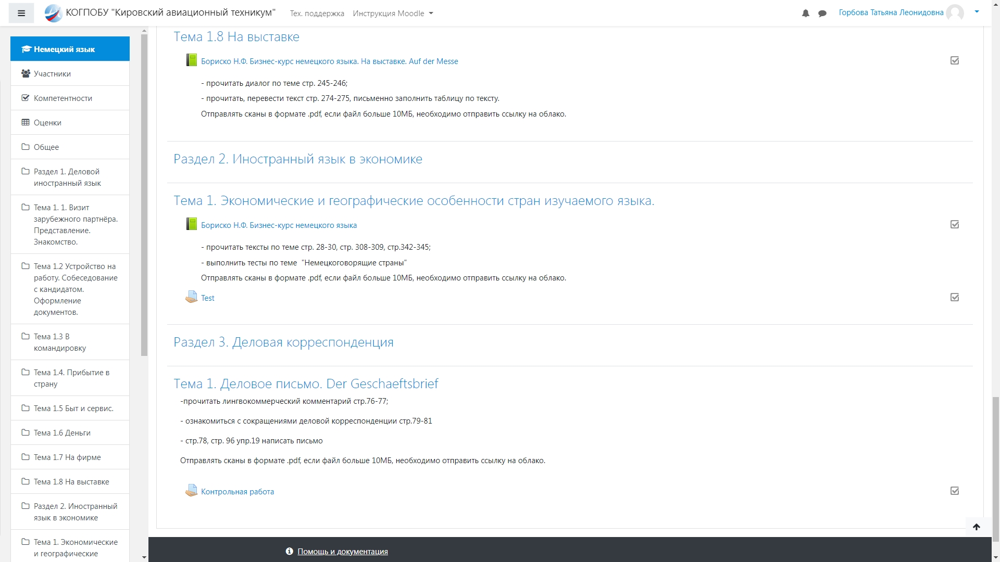 КОГПОБУ "Кировский авиационный техникум"
Тех. поддержка
Инструкция Moodle
Горбова Татьяна Леонидовна
Немецкий язык
Участники
Компетентности
Оценки
Общее
Раздел 1. Деловой
иностранный язык
Тема 1. 1. Визит
зарубежного партнёра.
Представление.
Знакомство.
Тема 1.2 Устройство на
работу. Собеседование
с кандидатом.
Оформление
документов.
Тема 1.3 В
командировку
Тема 1.4. Прибытие в
страну
Тема 1.5 Быт и сервис.
Тема 1.6 Деньги
Тема 1.7 На фирме
Тема 1.8 На выставке
Раздел 2. Иностранный
язык в экономике
Тема 1. Экономические
и географические
Тема 1.8 На выставке
Бориско Н.Ф. Бизнес-курс немецкого языка. На выставке. Auf der Messe
- прочитать диалог по теме стр. 245-246;
- прочитать, перевести текст стр. 274-275, письменно заполнить таблицу по тексту.
Отправлять сканы в формате .pdf, если файл больше 10МБ, необходимо отправить ссылку на облако.
Раздел 2. Иностранный язык в экономике
Тема 1. Экономические и географические особенности стран изучаемого языка.
Бориско Н.Ф. Бизнес-курс немецкого языка
- прочитать тексты по теме стр. 28-30, стр. 308-309, стр.342-345;
- выполнить тесты по теме  "Немецкоговорящие страны"
Отправлять сканы в формате .pdf, если файл больше 10МБ, необходимо отправить ссылку на облако.
Test
Раздел 3. Деловая корреспонденция
Тема 1. Деловое письмо. Der Geschaeftsbrief
-прочитать лингвокоммерческий комментарий стр.76-77;
- ознакомиться с сокращениями деловой корреспонденции стр.79-81
- стр.78, стр. 96 упр.19 написать письмо
Отправлять сканы в формате .pdf, если файл больше 10МБ, необходимо отправить ссылку на облако.
Контрольная работа
Помощь и документация